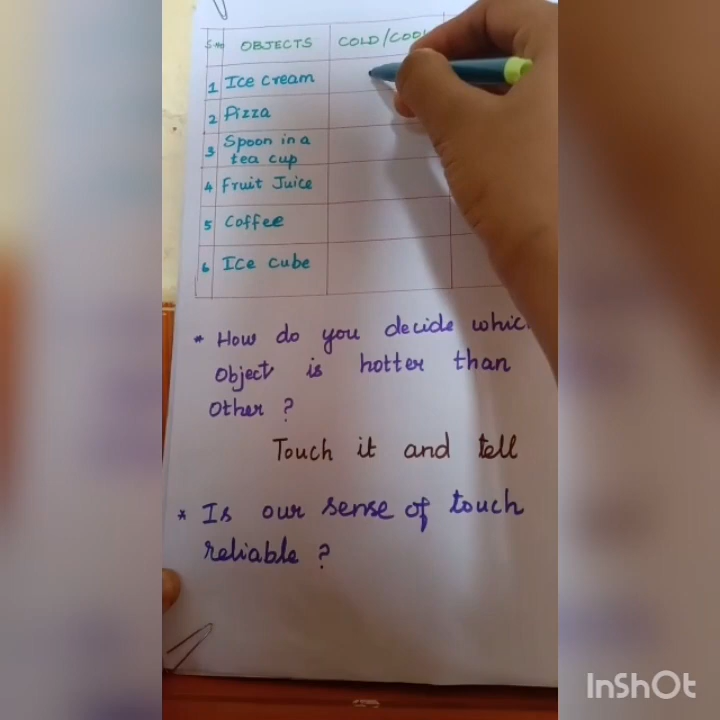 S.No OBJECTS COLD/COOL
1 Ice cream
2 Pizza
3 Spoon in a
tea cup
4 Fruit Juice
5 Coffee
6 Ice cube
* How do you decide which
object is hotter than
other ?
Touch it and tell
* Is our sense of touch
reliable ?
InShOt